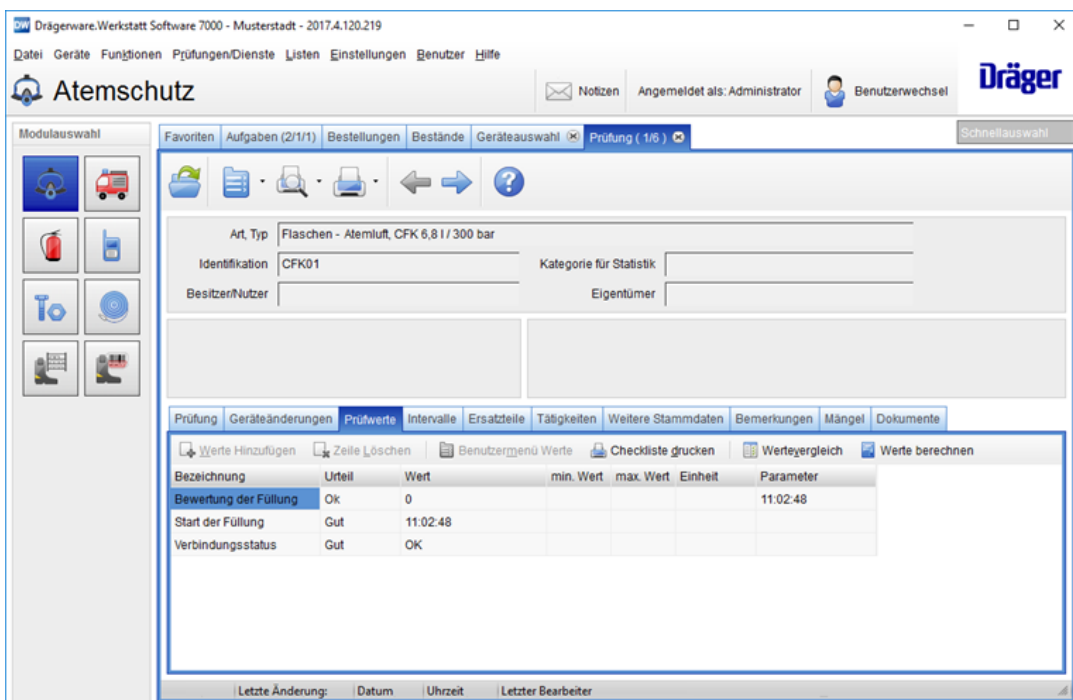 DW Drägerware.Werkstatt Software 7000 - Musterstadt - 2017.4.120.219
Datei Geräte Funktionen Prüfungen/Dienste Listen Einstellungen Benutzer Hilfe
Atemschutz Notizen Angemeldet als: Administrator Benutzerwechsel Dräger
Modulauswahl Favoriten Aufgaben (2/1/1) Bestellungen Bestände Geräteauswahl Prüfung ( 1/6 ) Schnellauswahl
Art, Typ Flaschen - Atemluft, CFK 6,8 l / 300 bar
Identifikation CFK01 Kategorie für Statistik
Besitzer/Nutzer Eigentümer
Prüfung Geräteänderungen Prüfwerte Intervalle Ersatzteile Tätigkeiten Weitere Stammdaten Bemerkungen Mängel Dokumente
Werte Hinzufügen Zeile Löschen Benutzermenü Werte Checkliste drucken Wertevergleich Werte berechnen
Bezeichnung Urteil Wert min. Wert max. Wert Einheit Parameter
Bewertung der Füllung Ok 0 11:02:48
Start der Füllung Gut 11:02:48
Verbindungsstatus Gut OK
Letzte Änderung: Datum Uhrzeit Letzter Bearbeiter